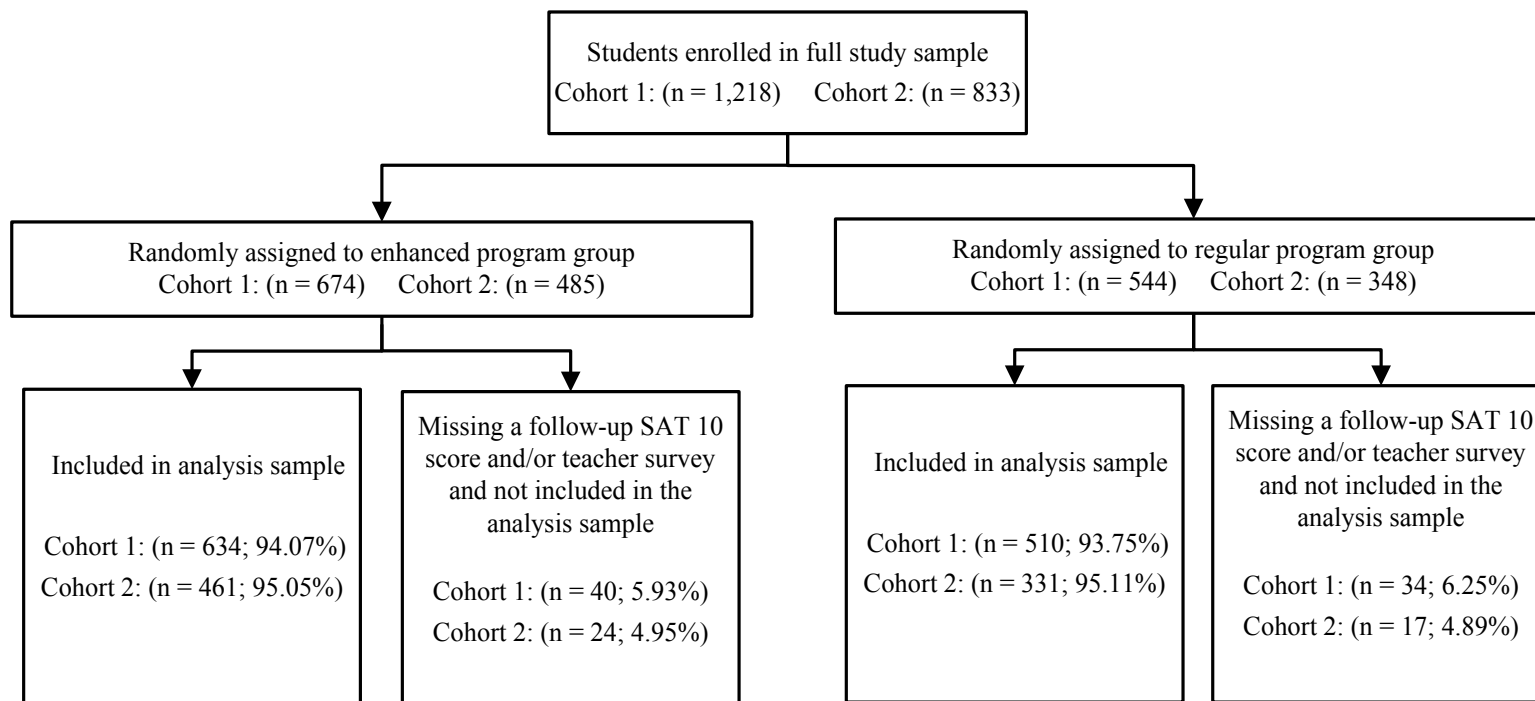 Students enrolled in full study sample
Cohort 1: (n = 1,218) Cohort 2: (n = 833)
Randomly assigned to enhanced program group
Cohort 1: (n = 674) Cohort 2: (n = 485)
Randomly assigned to regular program group
Cohort 1: (n = 544) Cohort 2: (n = 348)
Included in analysis sample
Cohort 1: (n = 634; 94.07%)
Cohort 2: (n = 461; 95.05%)
Missing a follow-up SAT 10
score and/or teacher survey
and not included in the
analysis sample
Cohort 1: (n = 40; 5.93%)
Cohort 2: (n = 24; 4.95%)
Included in analysis sample
Cohort 1: (n = 510; 93.75%)
Cohort 2: (n = 331; 95.11%)
Missing a follow-up SAT 10
score and/or teacher survey
and not included in the
analysis sample
Cohort 1: (n = 34; 6.25%)
Cohort 2: (n = 17; 4.89%)